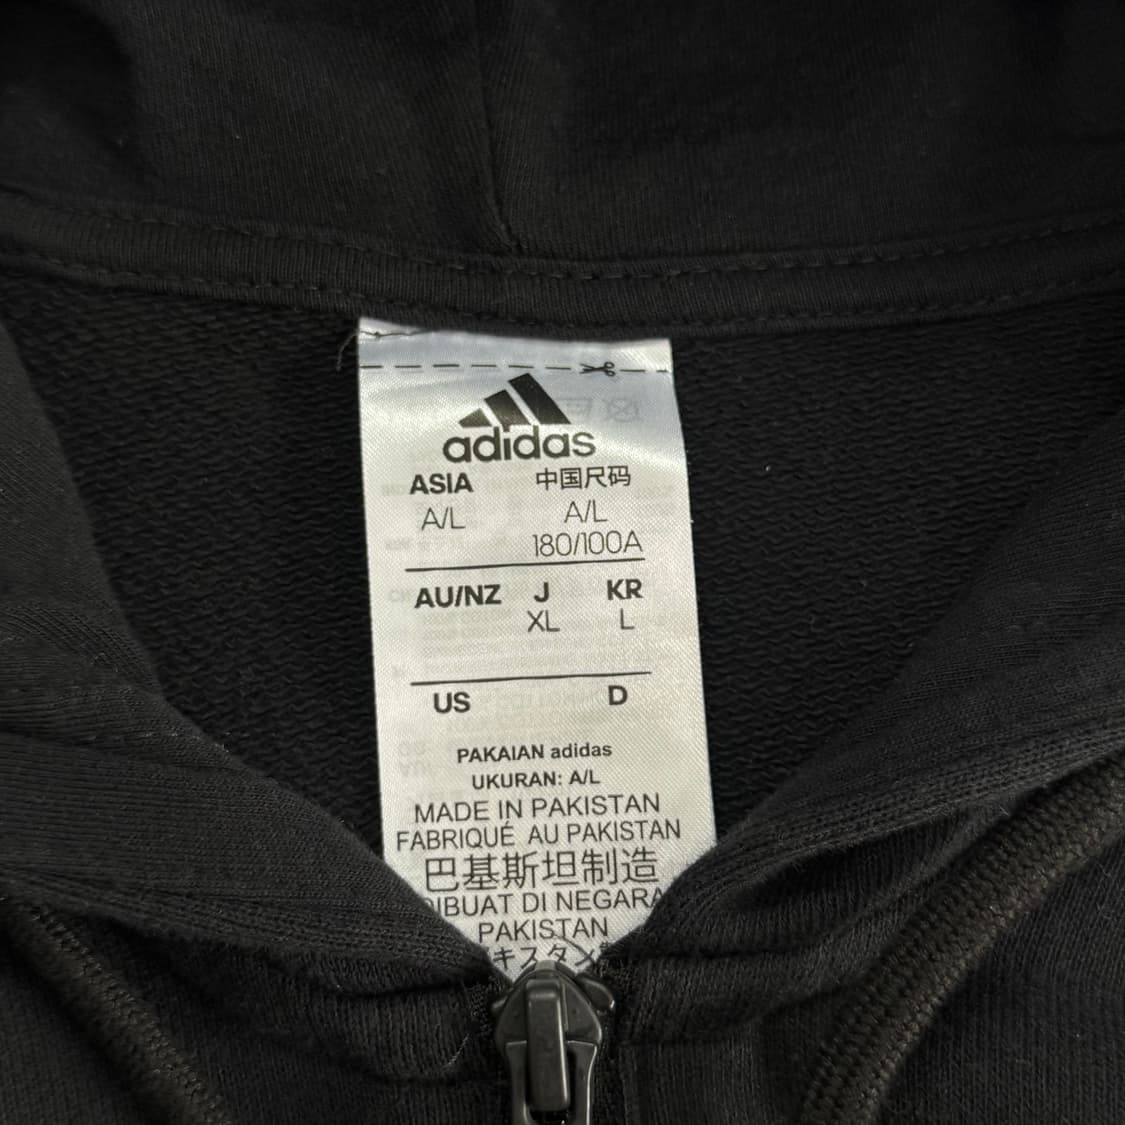 adidas
ASIA 中国尺码
A/L A/L
180/100A
AU/NZ J KR
XL L
US D
PAKAIAN adidas
UKURAN: A/L
MADE IN PAKISTAN
FABRIQUÉ AU PAKISTAN
巴基斯坦制造
DIBUAT DI NEGARA
PAKISTAN